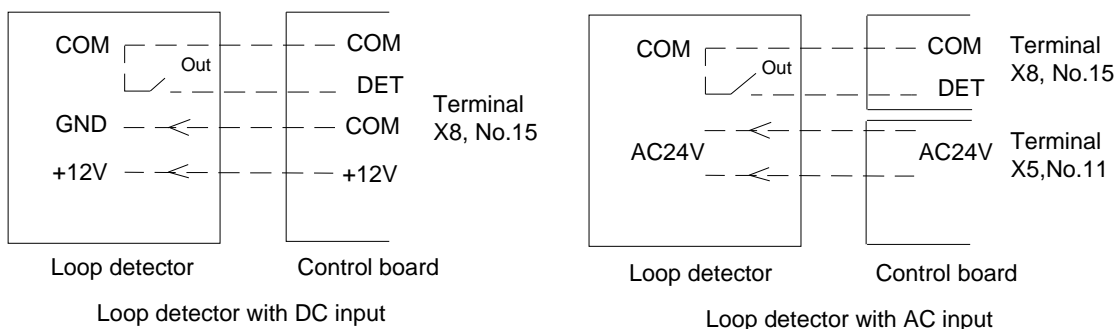 COM COM
Out
DET
GND COM
+12V +12V
Terminal
X8, No.15
Loop detector Control board
Loop detector with DC input
COM COM
Out
DET
Terminal
X8, No.15
AC24V AC24V
Terminal
X5,No.11
Loop detector Control board
Loop detector with AC input